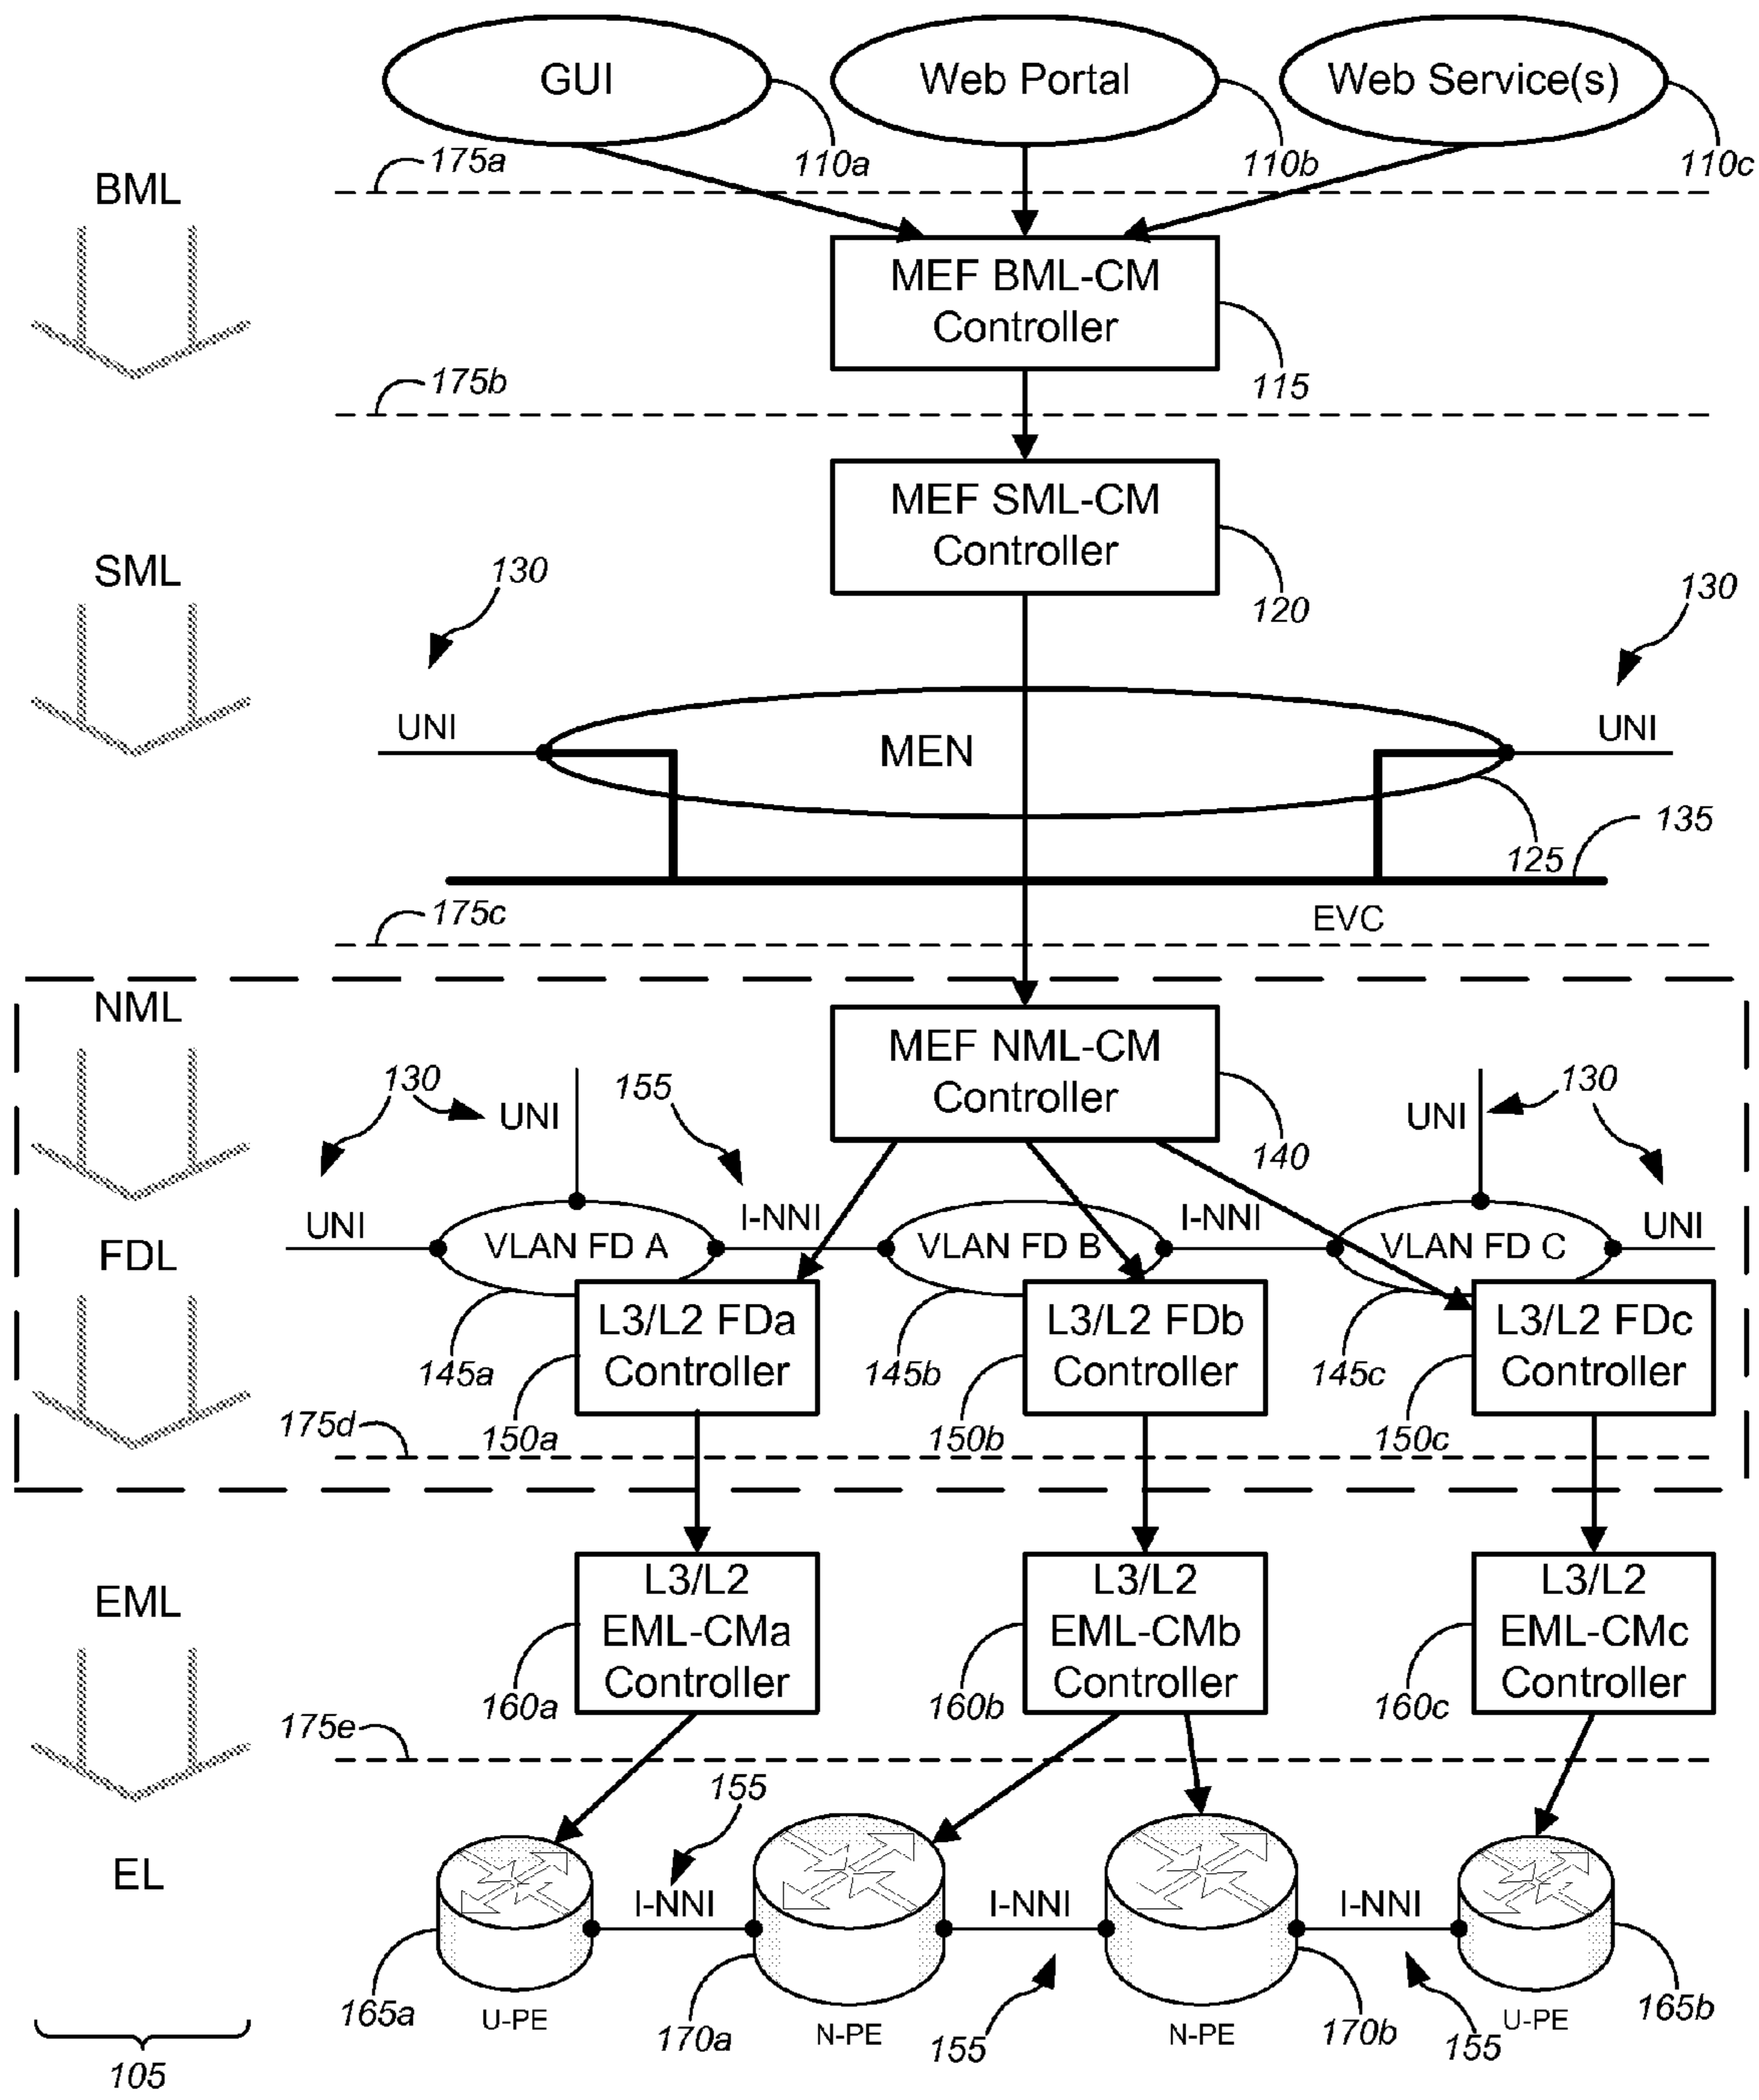 GUI
Web Portal
Web Service(s)
175a
110a
110b
110c
BML
MEF BML-CM
Controller
175b
115
MEF SML-CM
Controller
SML
130
130
120
UNI
MEN
UNI
135
125
175c
EVC
NML
MEF NML-CM
Controller
130
155
130
UNI
UNI
140
UNI
I-NNI
I-NNI
UNI
FDL
VLAN FD A
VLAN FD B
VLAN FD C
L3/L2 FDa
Controller
L3/L2 FDb
Controller
L3/L2 FDc
Controller
145a
145b
145c
175d
150a
150b
150c
EML
L3/L2
EML-CMa
Controller
L3/L2
EML-CMb
Controller
L3/L2
EML-CMc
Controller
160a
160b
160c
175e
155
EL
I-NNI
I-NNI
I-NNI
165a
U-PE
170a
N-PE
155
N-PE
170b
155
U-PE
165b
105